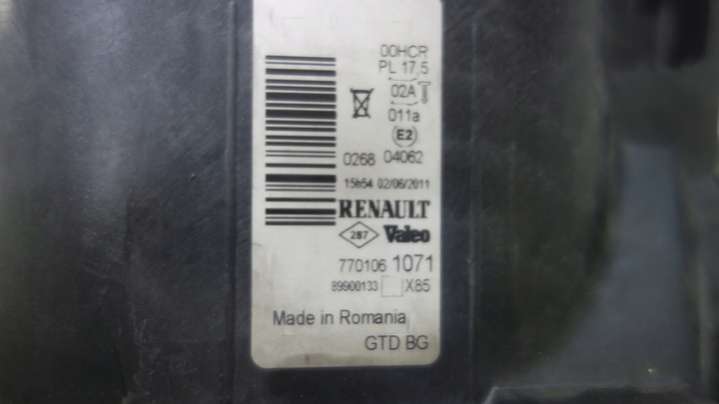 00HCR
PL 17,5
02A
011a
E2
0268 04062
15h54 02/06/2011
RENAULT
287 Valeo
770106 1071
89900133 X85
Made in Romania
GTD BG